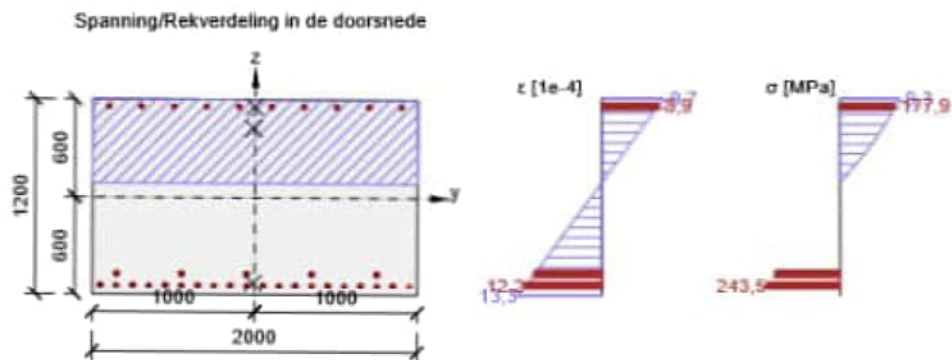 Spanning/Rekverdeling in de doorsnede
z
ε [1e-4]
σ [MPa]
8,9
177,9
1200
600
y
600
12,2
13,3
243,5
1000
1000
2000